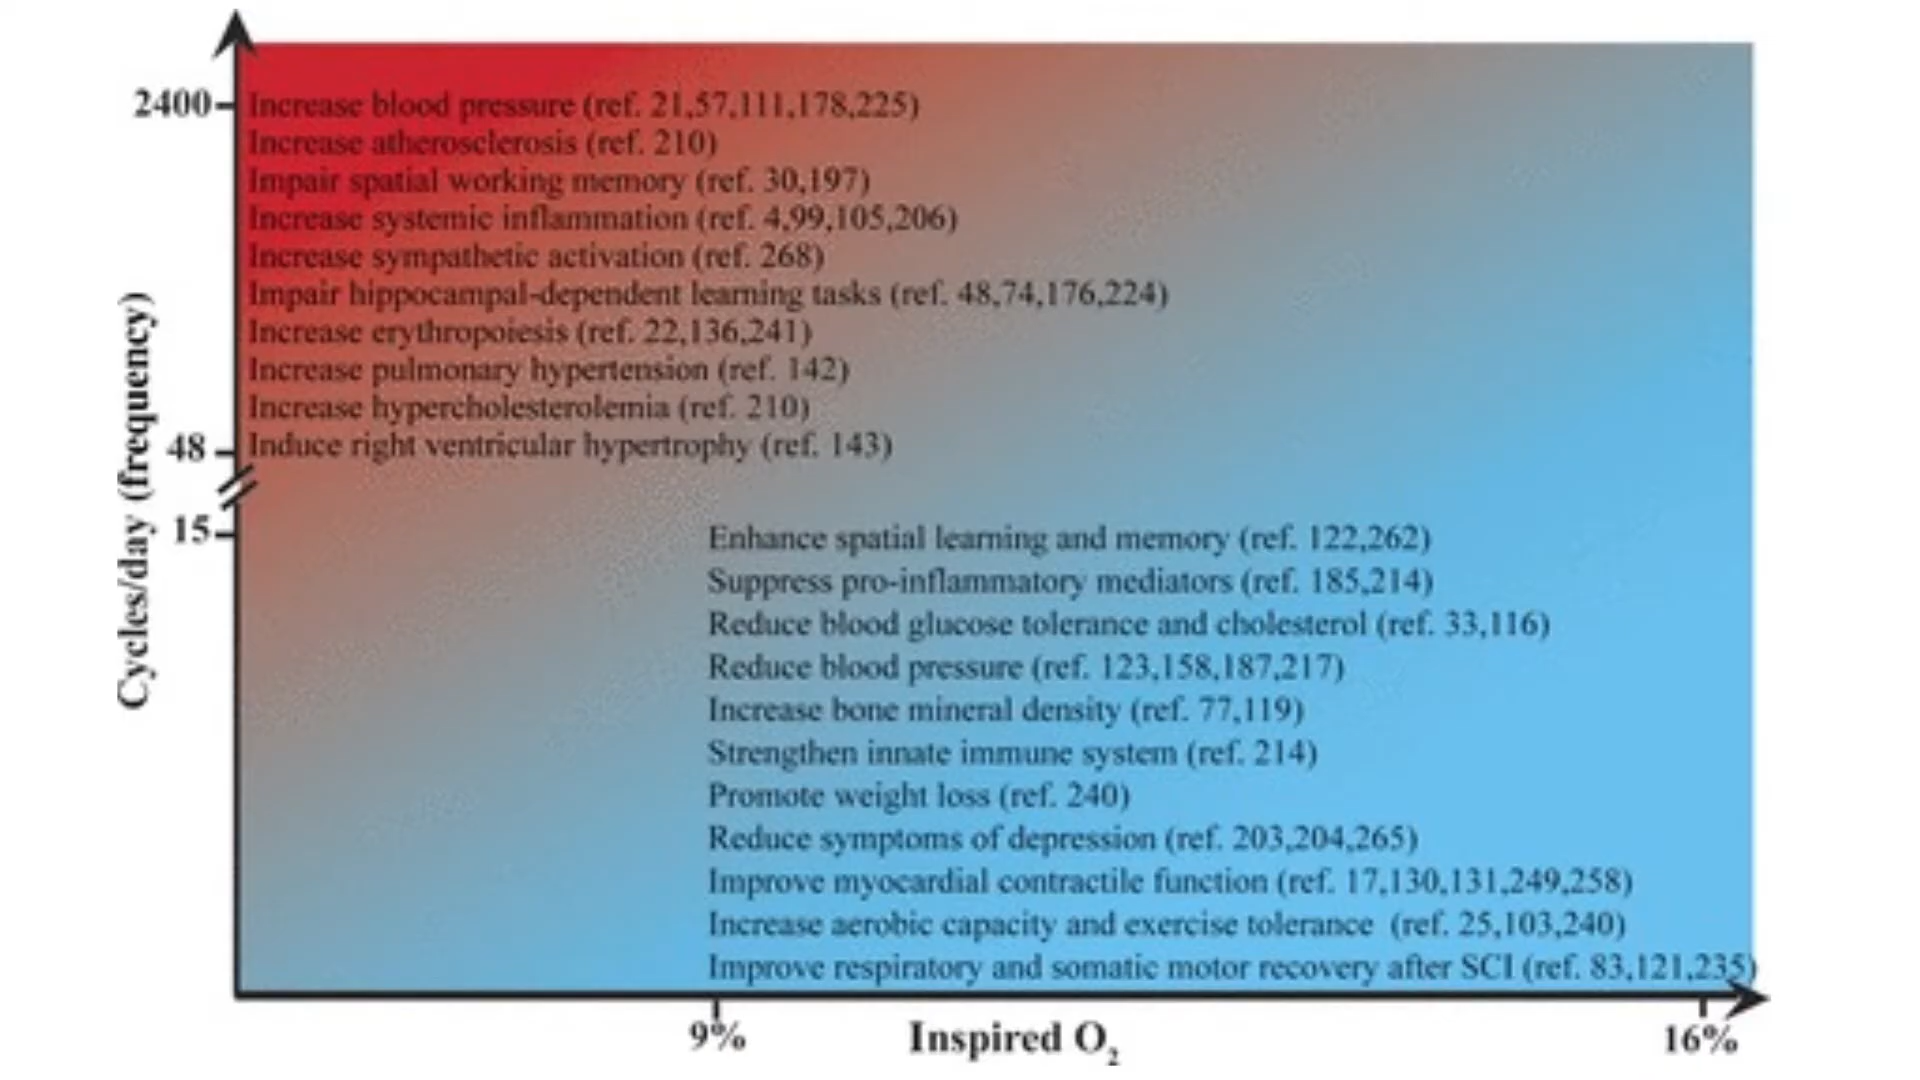 2400
Increase blood pressure (ref. 21,57,111,178,225)
Increase atherosclerosis (ref. 210)
Impair spatial working memory (ref. 30,197)
Increase systemic inflammation (ref. 4,99,105,206)
Increase sympathetic activation (ref. 268)
Impair hippocampal-dependent learning tasks (ref. 48,74,176,224)
Increase erythropoiesis (ref. 22,136,241)
Increase pulmonary hypertension (ref. 142)
Increase hypercholesterolemia (ref. 210)
48
Induce right ventricular hypertrophy (ref. 143)
Cycles/day (frequency)
15
Enhance spatial learning and memory (ref. 122,262)
Suppress pro-inflammatory mediators (ref. 185,214)
Reduce blood glucose tolerance and cholesterol (ref. 33,116)
Reduce blood pressure (ref. 123,158,187,217)
Increase bone mineral density (ref. 77,119)
Strengthen innate immune system (ref. 214)
Promote weight loss (ref. 240)
Reduce symptoms of depression (ref. 203,204,265)
Improve myocardial contractile function (ref. 17,130,131,249,258)
Increase aerobic capacity and exercise tolerance (ref. 25,103,240)
Improve respiratory and somatic motor recovery after SCI (ref. 83,121,235)
9%
Inspired O₂
16%